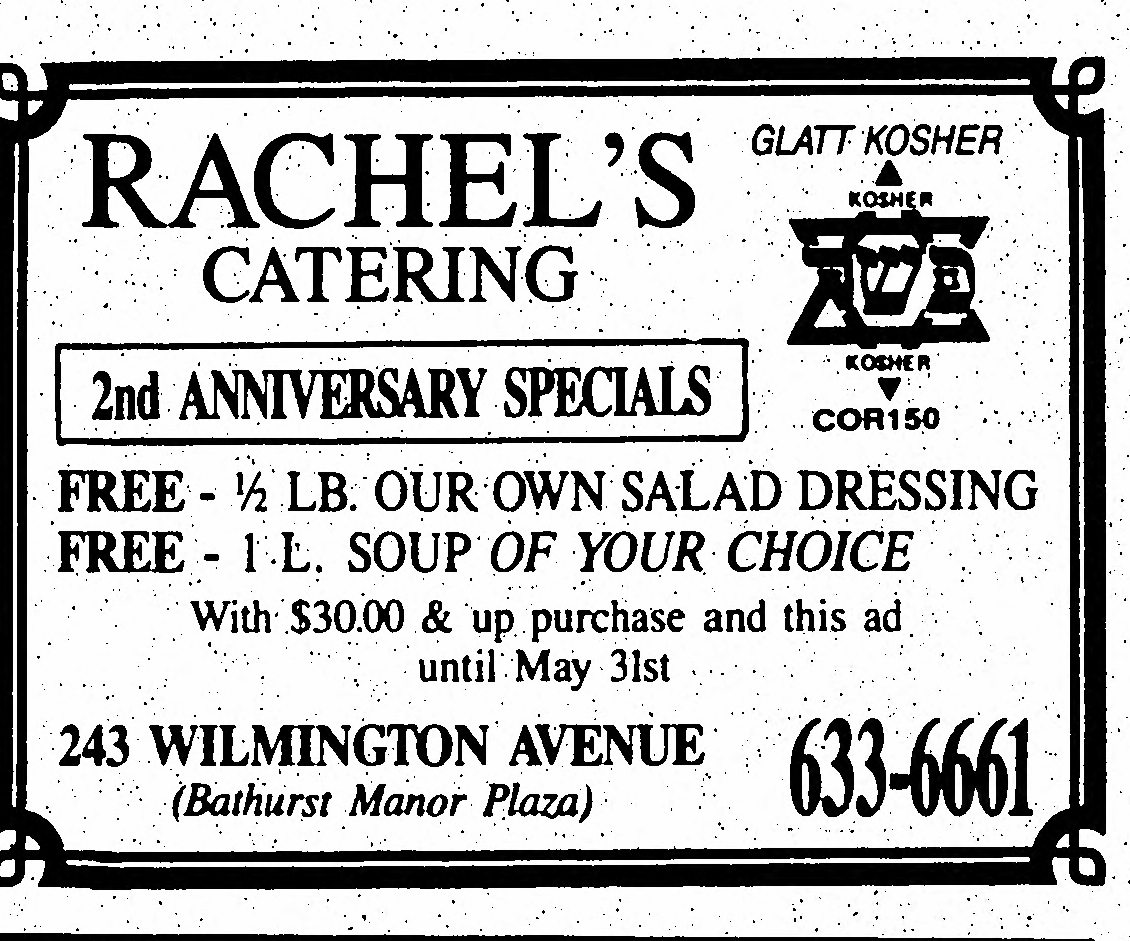 RACHEL'S
CATERING
GLATT KOSHER
KOSHER
כשר
KOSHER
COR150
2nd ANNIVERSARY SPECIALS
FREE - ½ LB. OUR OWN SALAD DRESSING
FREE - 1 L. SOUP OF YOUR CHOICE
With $30.00 & up purchase and this ad
until May 31st
243 WILMINGTON AVENUE
(Bathurst Manor Plaza)
633-6661